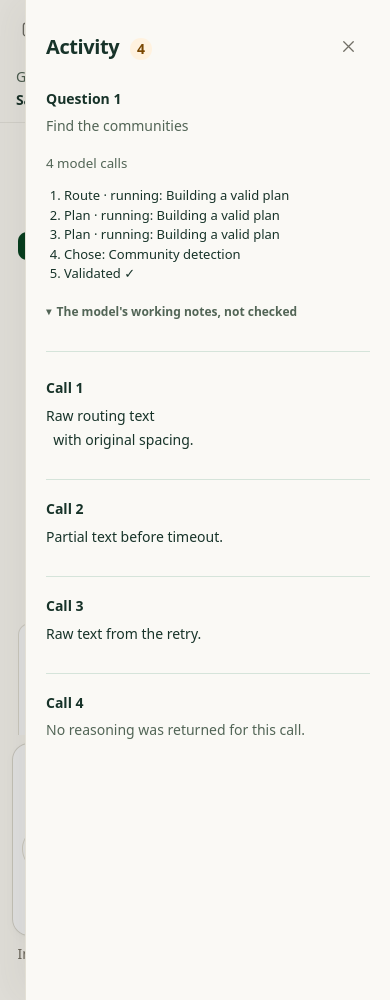 Activity 4
Question 1
Find the communities
4 model calls
1. Route · running: Building a valid plan
2. Plan · running: Building a valid plan
3. Plan · running: Building a valid plan
4. Chose: Community detection
5. Validated ✓
▾ The model's working notes, not checked
Call 1
Raw routing text
  with original spacing.
Call 2
Partial text before timeout.
Call 3
Raw text from the retry.
Call 4
No reasoning was returned for this call.